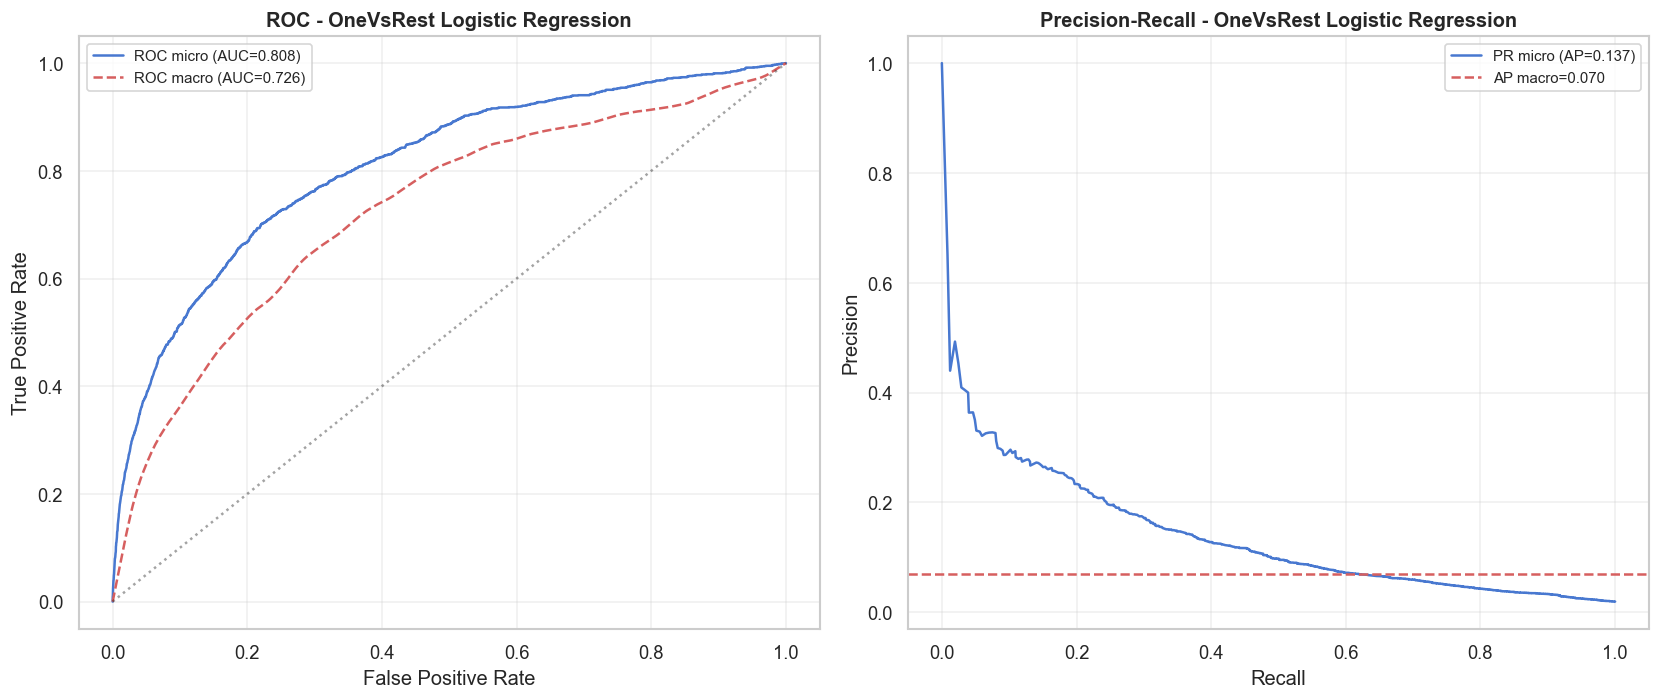 ROC - OneVsRest Logistic Regression
ROC micro (AUC=0.808)
ROC macro (AUC=0.726)
True Positive Rate
1.0
0.8
0.6
0.4
0.2
0.0
0.0 0.2 0.4 0.6 0.8 1.0
False Positive Rate
Precision-Recall - OneVsRest Logistic Regression
PR micro (AP=0.137)
AP macro=0.070
Precision
1.0
0.8
0.6
0.4
0.2
0.0
0.0 0.2 0.4 0.6 0.8 1.0
Recall